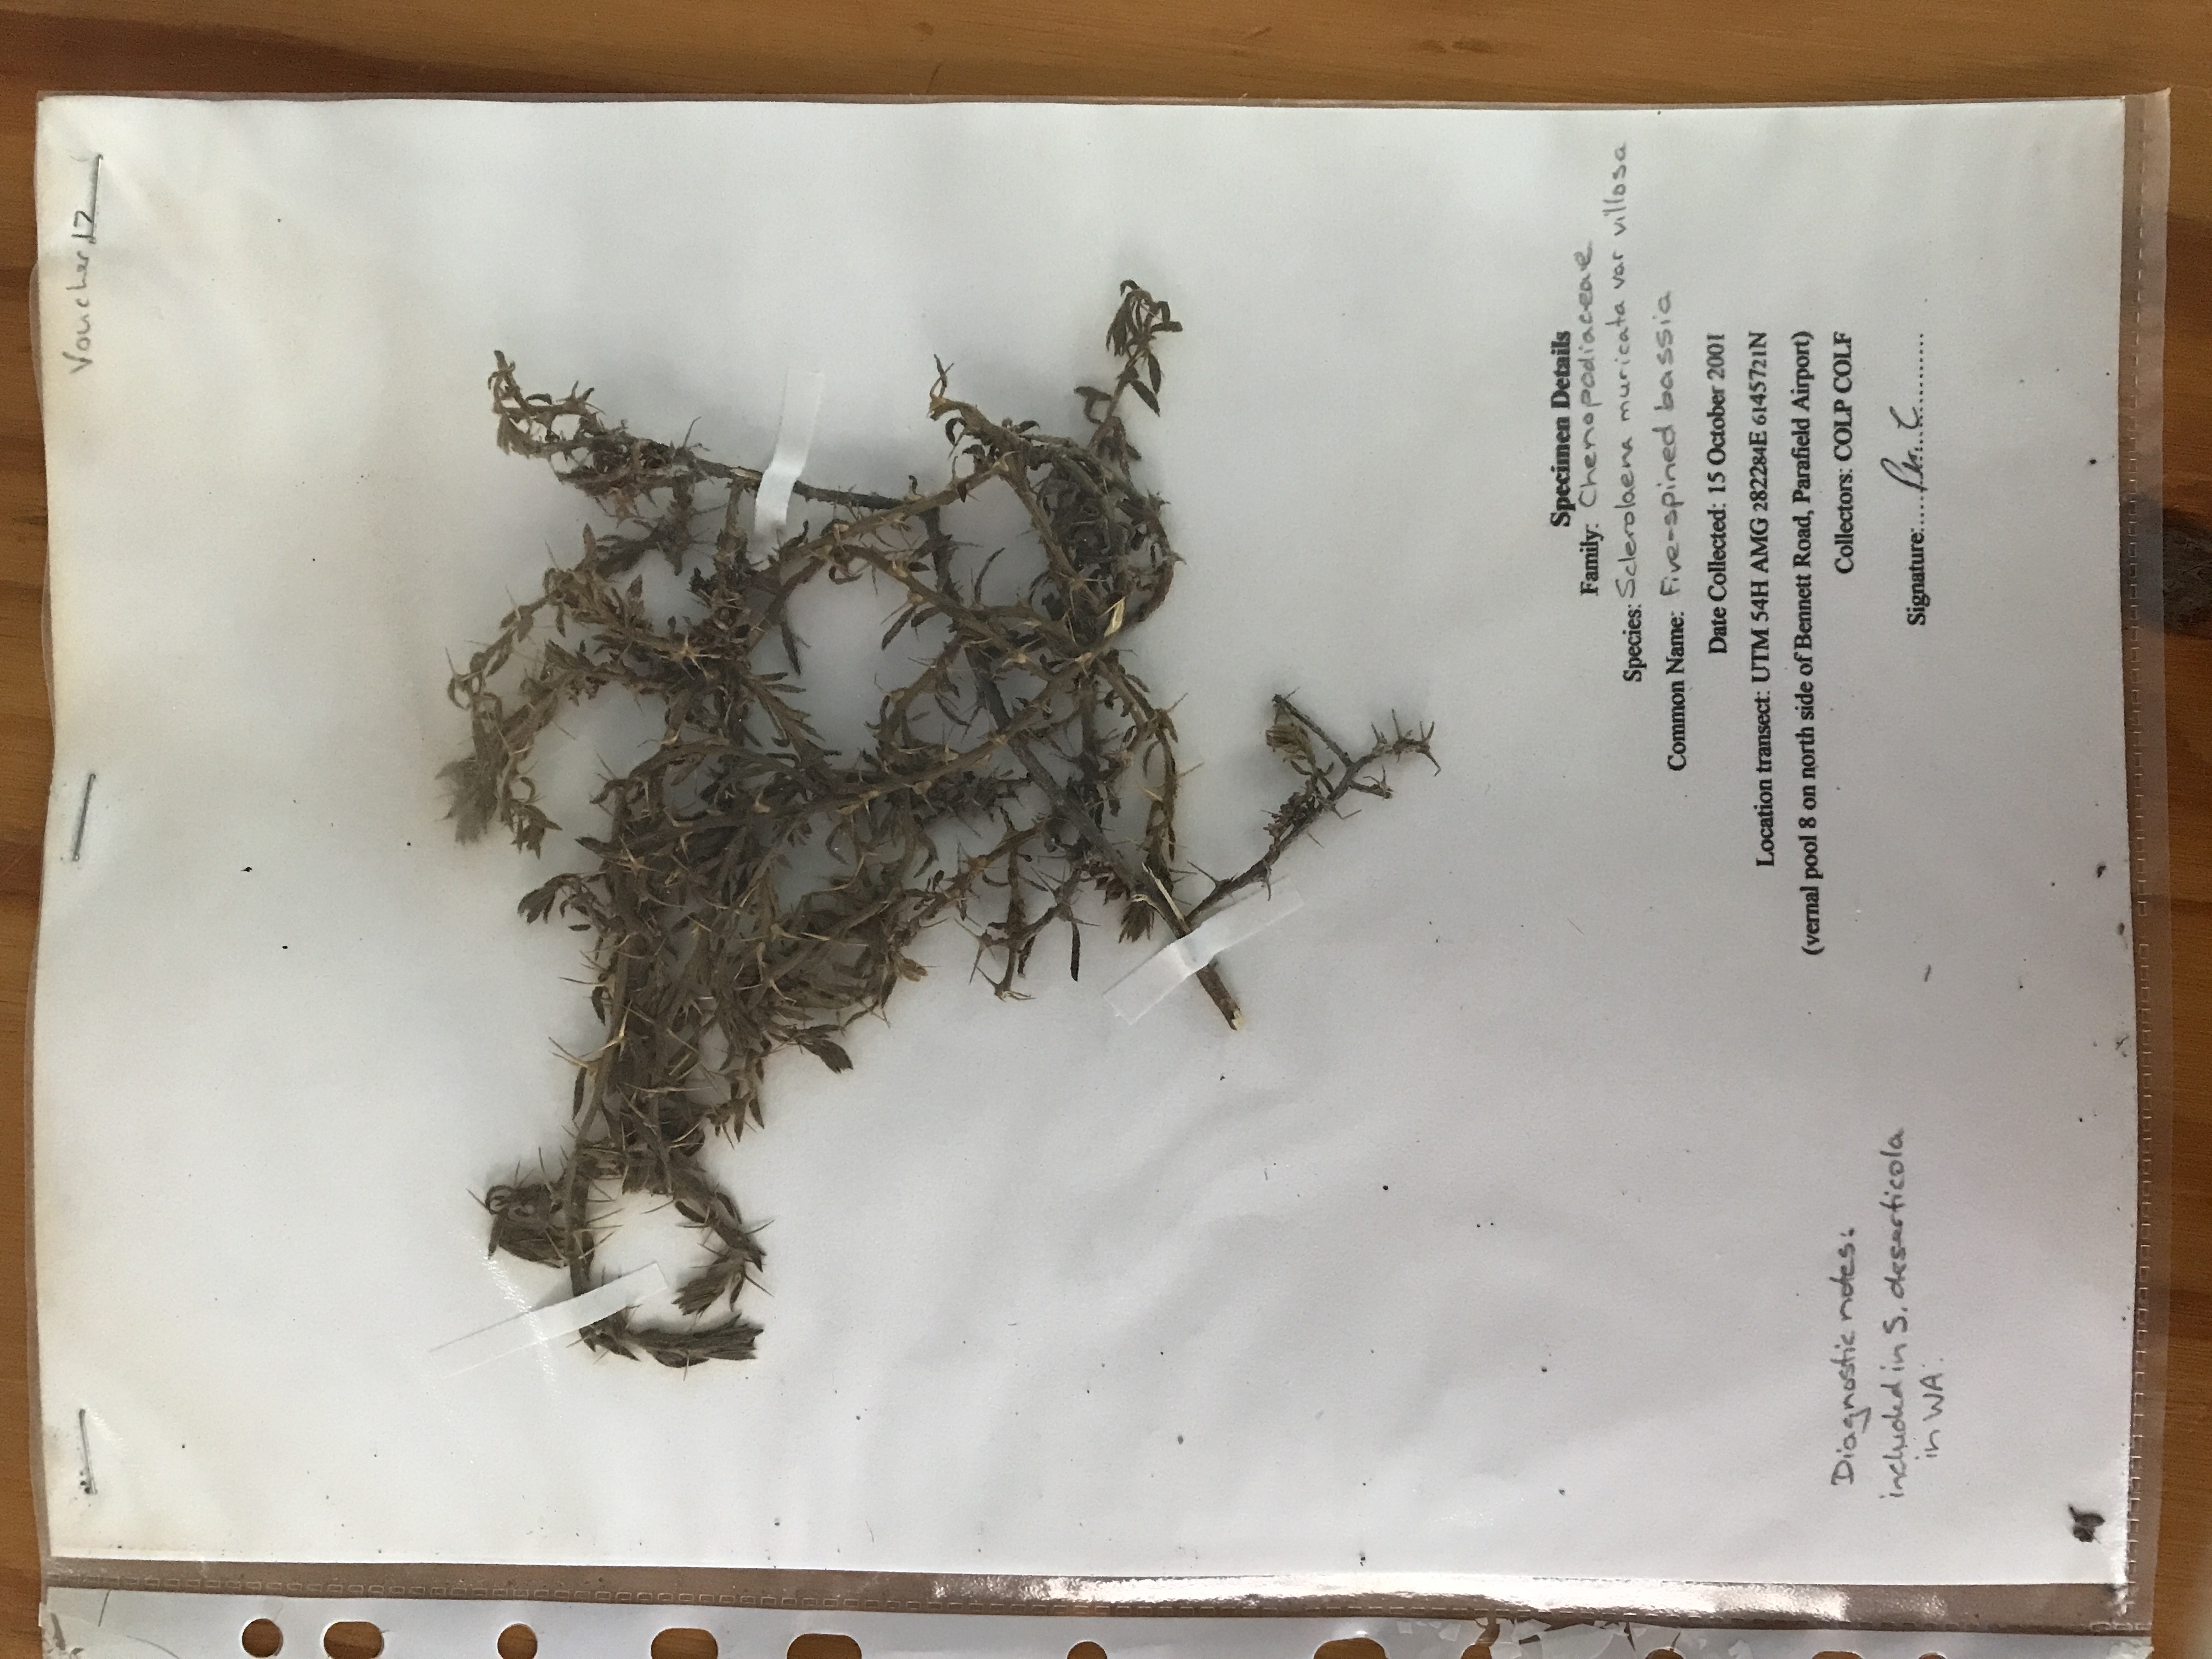 Voucher 17
Specimen Details
Family: Chenopodiaceae
Species: Sclerolaena muricata var villosa
Common Name: Five-spined bassia
Date Collected: 15 October 2001
Location transect: UTM 54H AMG 282284E 6145721N
(vernal pool 8 on north side of Bennett Road, Parafield Airport)
Collectors: COLP COLF
Signature:
Diagnostic notes:
included in S. deserticola
in WA.